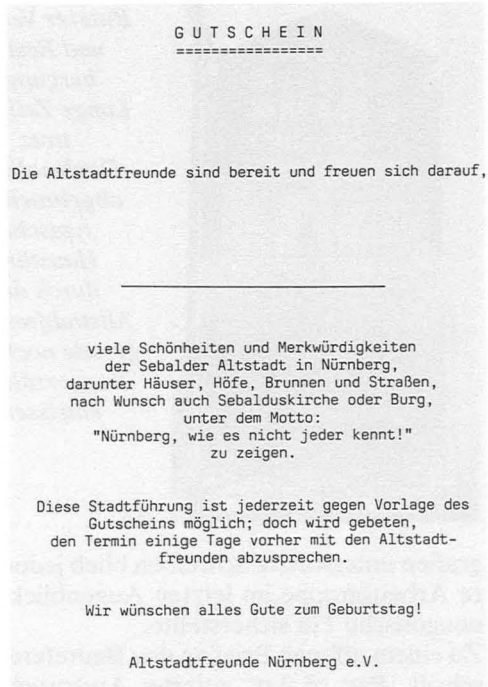 GUTSCHEIN
=================
Die Altstadtfreunde sind bereit und freuen sich darauf,
viele Schönheiten und Merkwürdigkeiten
der Sebalder Altstadt in Nürnberg,
darunter Häuser, Höfe, Brunnen und Straßen,
nach Wunsch auch Sebalduskirche oder Burg,
unter dem Motto:
"Nürnberg, wie es nicht jeder kennt!"
zu zeigen.
Diese Stadtführung ist jederzeit gegen Vorlage des
Gutscheins möglich; doch wird gebeten,
den Termin einige Tage vorher mit den Altstadt-
freunden abzusprechen.
Wir wünschen alles Gute zum Geburtstag!
Altstadtfreunde Nürnberg e.V.